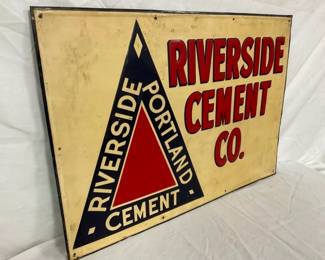 RIVERSIDE
CEMENT
CO.
RIVERSIDE
PORTLAND
CEMENT